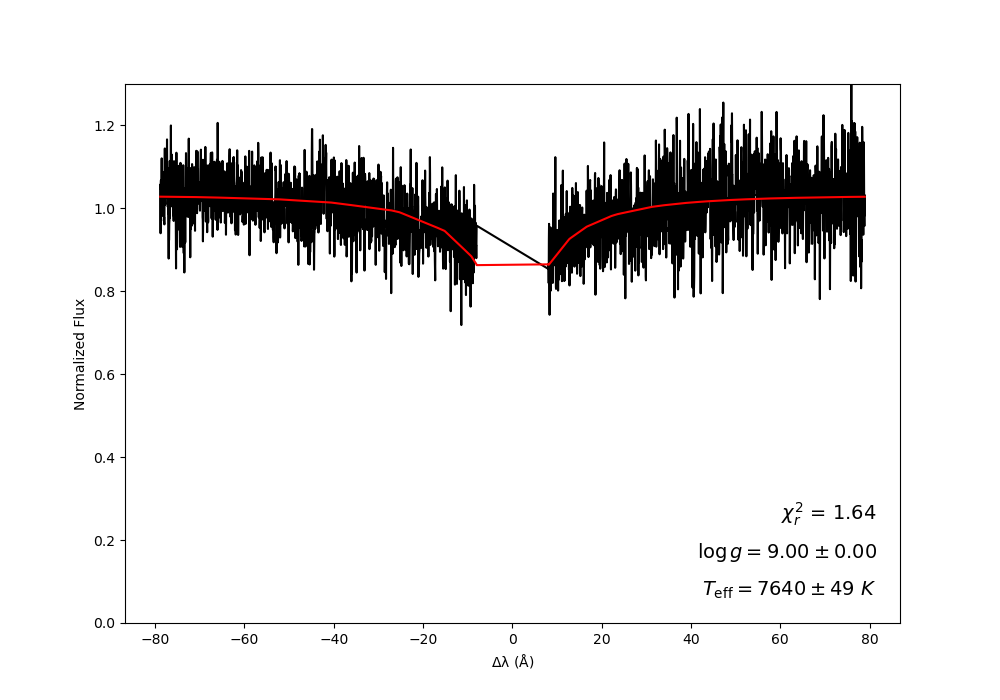 1.2
1.0
0.8
0.6
0.4
0.2
0.0
Normalized Flux
χ²ᵣ = 1.64
log g = 9.00 ± 0.00
T_eff = 7640 ± 49 K
−80 −60 −40 −20 0 20 40 60 80
Δλ (Å)